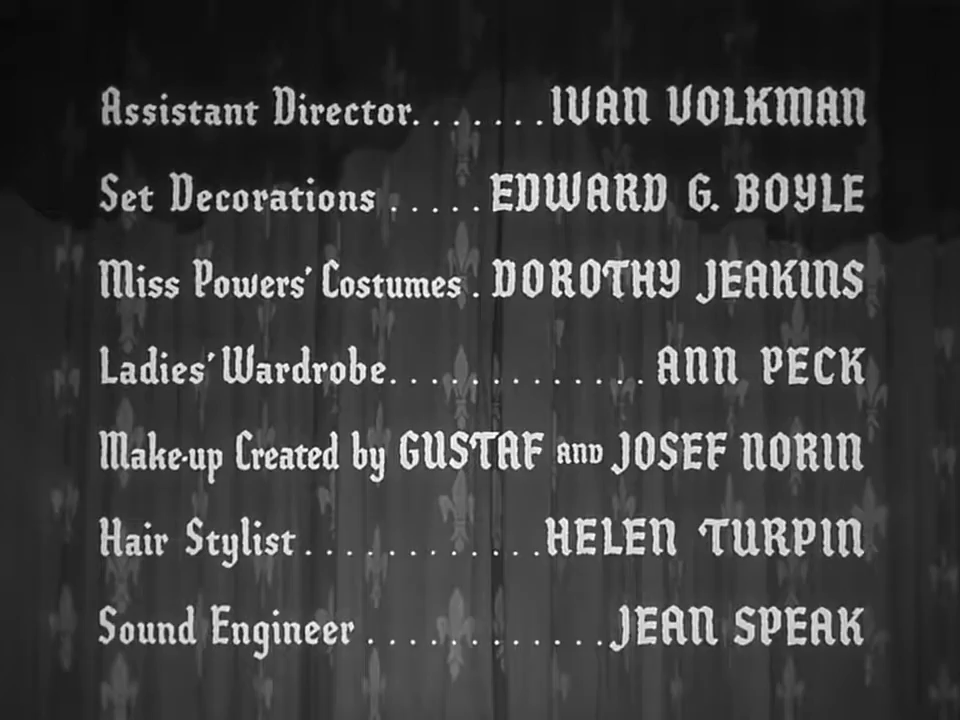 Assistant Director.......IVAN VOLKMAN
Set Decorations .....EDWARD G. BOYLE
Miss Powers' Costumes . DOROTHY JEAKINS
Ladies' Wardrobe............. ANN PECK
Make-up Created by GUSTAF AND JOSEF NORIN
Hair Stylist.............HELEN TURPIN
Sound Engineer .............JEAN SPEAK